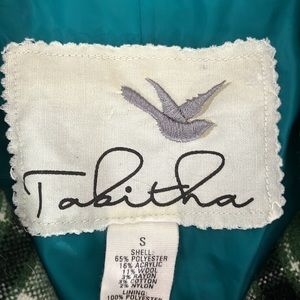 Tabitha
S
SHELL:
65% POLYESTER
16% ACRYLIC
11% WOOL
3% RAYON
3% COTTON
2% NYLON
LINING:
100% POLYESTER